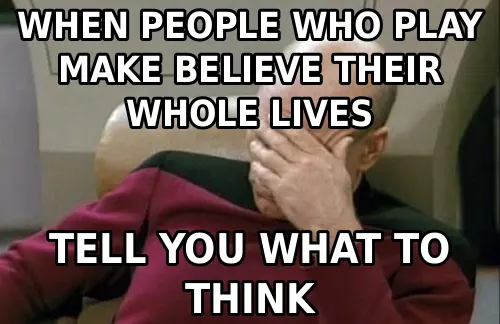 WHEN PEOPLE WHO PLAY
MAKE BELIEVE THEIR
WHOLE LIVES
TELL YOU WHAT TO
THINK